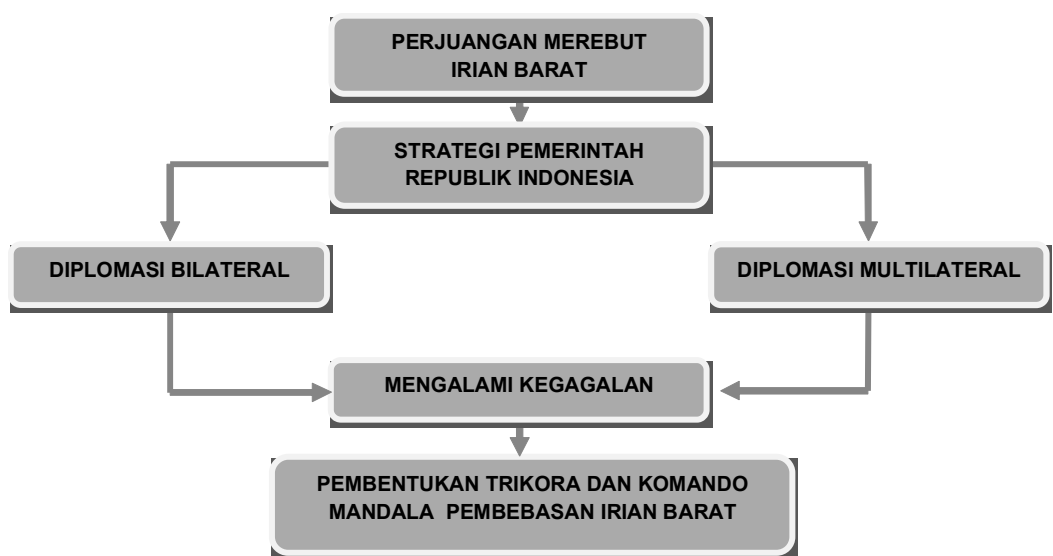 PERJUANGAN MEREBUT
IRIAN BARAT
STRATEGI PEMERINTAH
REPUBLIK INDONESIA
DIPLOMASI BILATERAL
DIPLOMASI MULTILATERAL
MENGALAMI KEGAGALAN
PEMBENTUKAN TRIKORA DAN KOMANDO
MANDALA PEMBEBASAN IRIAN BARAT